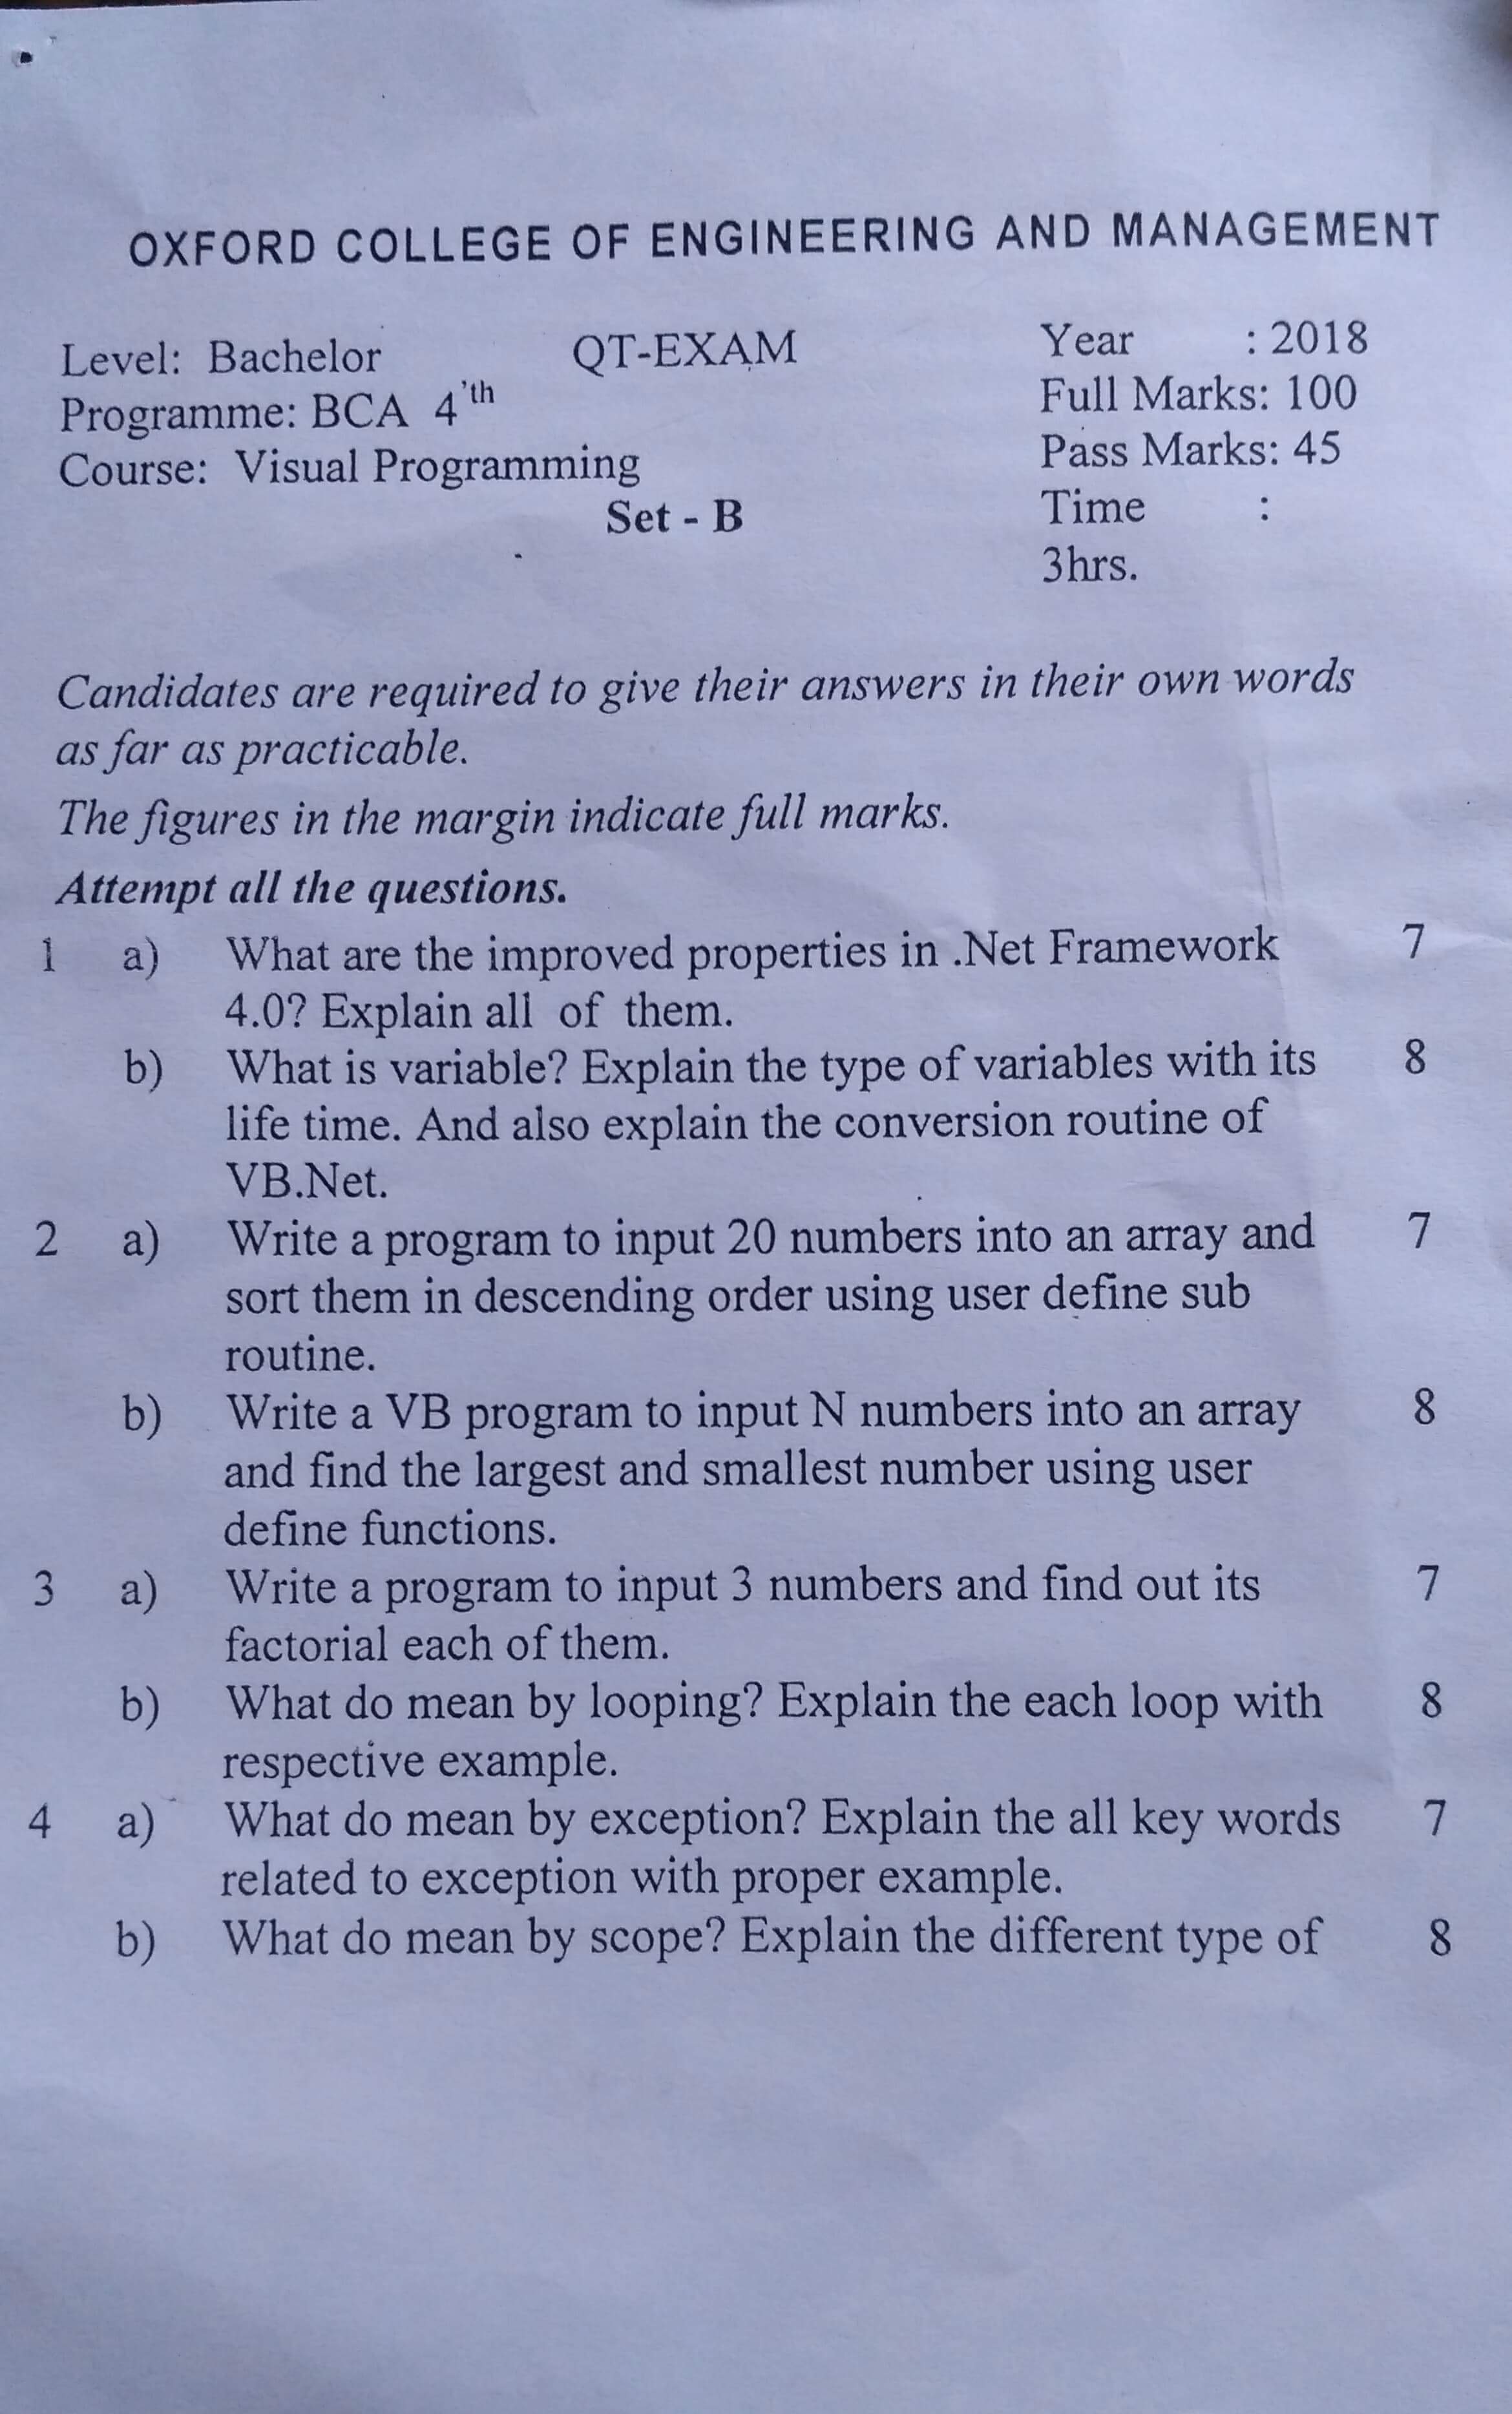 OXFORD COLLEGE OF ENGINEERING AND MANAGEMENT
Level: Bachelor QT-EXAM Year : 2018
Programme: BCA 4'th Full Marks: 100
Course: Visual Programming Pass Marks: 45
Set - B Time :
3hrs.
Candidates are required to give their answers in their own words
as far as practicable.
The figures in the margin indicate full marks.
Attempt all the questions.
1 a) What are the improved properties in .Net Framework 7
4.0? Explain all of them.
b) What is variable? Explain the type of variables with its 8
life time. And also explain the conversion routine of
VB.Net.
2 a) Write a program to input 20 numbers into an array and 7
sort them in descending order using user define sub
routine.
b) Write a VB program to input N numbers into an array 8
and find the largest and smallest number using user
define functions.
3 a) Write a program to input 3 numbers and find out its 7
factorial each of them.
b) What do mean by looping? Explain the each loop with 8
respective example.
4 a) What do mean by exception? Explain the all key words 7
related to exception with proper example.
b) What do mean by scope? Explain the different type of 8